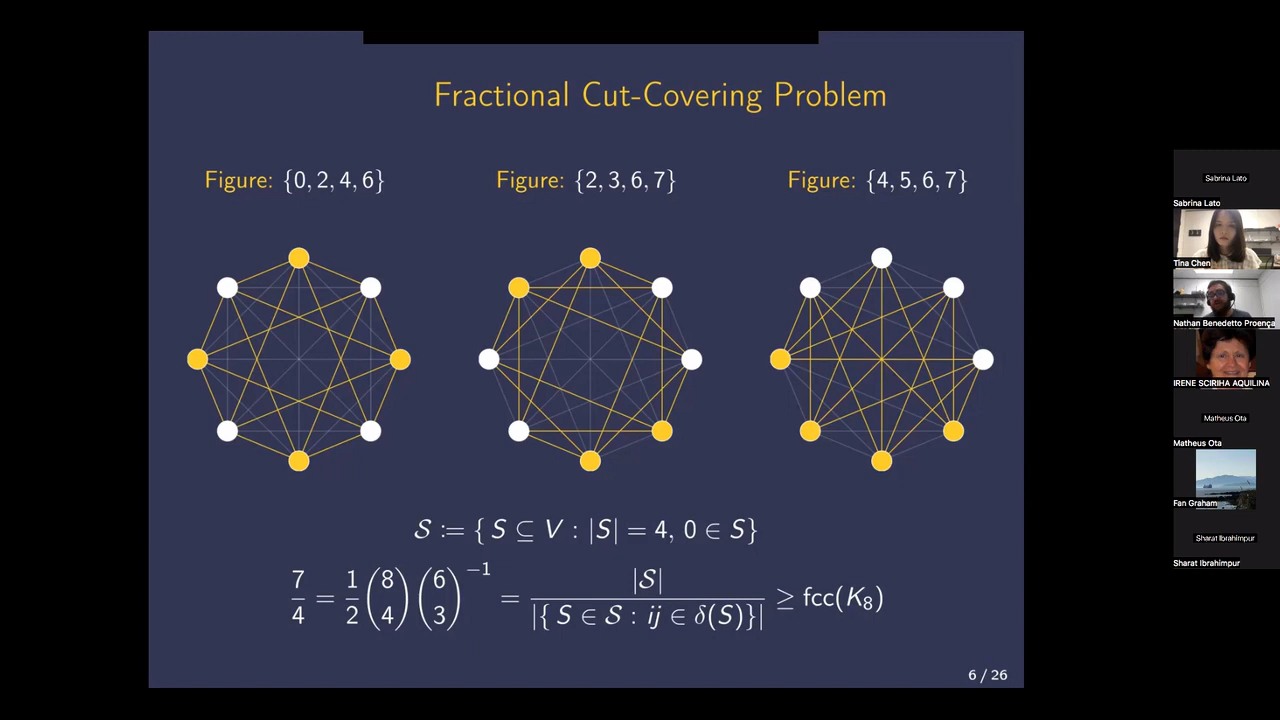 Fractional Cut-Covering Problem
Figure: {0, 2, 4, 6}
Figure: {2, 3, 6, 7}
Figure: {4, 5, 6, 7}
𝒮 := { S ⊆ V : |S| = 4, 0 ∈ S}
7/4 = 1/2 (8 4) (6 3)^−1 = |𝒮| / |{ S ∈ 𝒮 : ij ∈ δ(S)}| ≥ fcc(K₈)
6 / 26
Sabrina Lato
Sabrina Lato
Tina Chen
Nathan Benedetto Proença
IRENE SCIRIHA AQUILINA
Matheus Ota
Matheus Ota
Fan Graham
Sharat Ibrahimpur
Sharat Ibrahimpur